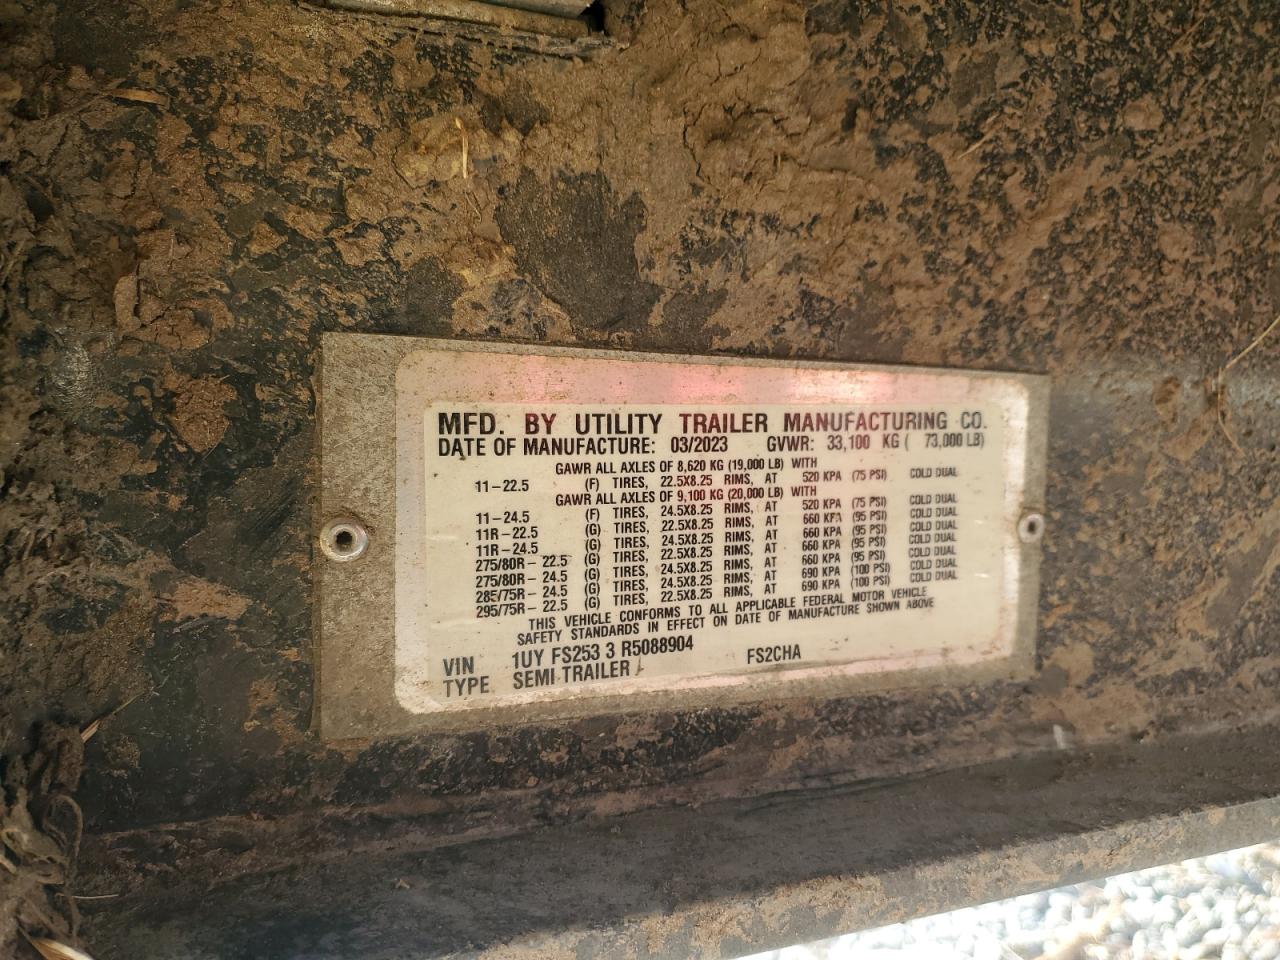 MFD. BY UTILITY TRAILER MANUFACTURING CO.
DATE OF MANUFACTURE: 03/2023 GVWR: 33,100 KG ( 73,000 LB)
GAWR ALL AXLES OF 8,620 KG (19,000 LB) WITH
11-22.5 (F) TIRES, 22.5X8.25 RIMS, AT 520 KPA (75 PSI) COLD DUAL
GAWR ALL AXLES OF 9,100 KG (20,000 LB) WITH
11-24.5 (F) TIRES, 24.5X8.25 RIMS, AT 520 KPA (75 PSI) COLD DUAL
11R-22.5 (G) TIRES, 22.5X8.25 RIMS, AT 660 KPA (95 PSI) COLD DUAL
11R-24.5 (G) TIRES, 24.5X8.25 RIMS, AT 660 KPA (95 PSI) COLD DUAL
275/80R-22.5 (G) TIRES, 22.5X8.25 RIMS, AT 660 KPA (95 PSI) COLD DUAL
275/80R-24.5 (G) TIRES, 24.5X8.25 RIMS, AT 660 KPA (95 PSI) COLD DUAL
285/75R-24.5 (G) TIRES, 24.5X8.25 RIMS, AT 690 KPA (100 PSI) COLD DUAL
295/75R-22.5 (G) TIRES, 22.5X8.25 RIMS, AT 690 KPA (100 PSI) COLD DUAL
THIS VEHICLE CONFORMS TO ALL APPLICABLE FEDERAL MOTOR VEHICLE
SAFETY STANDARDS IN EFFECT ON DATE OF MANUFACTURE SHOWN ABOVE
VIN 1UY FS253 3 R5088904
TYPE SEMI TRAILER FS2CHA